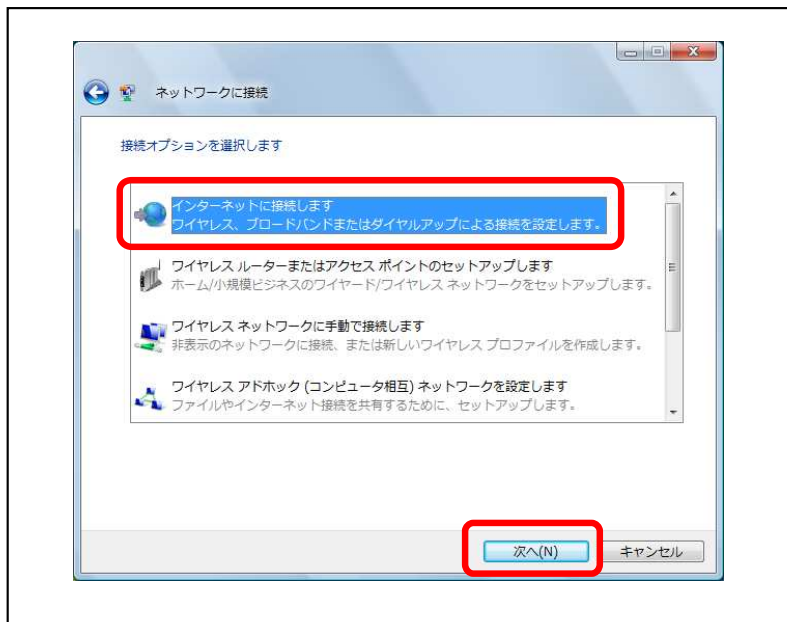 ネットワークに接続
接続オプションを選択します
インターネットに接続します
ワイヤレス、ブロードバンドまたはダイヤルアップによる接続を設定します。
ワイヤレス ルーターまたはアクセス ポイントのセットアップします
ホーム/小規模ビジネスのワイヤード/ワイヤレス ネットワークをセットアップします。
ワイヤレス ネットワークに手動で接続します
非表示のネットワークに接続、または新しいワイヤレス プロファイルを作成します。
ワイヤレス アドホック (コンピュータ相互) ネットワークを設定します
ファイルやインターネット接続を共有するために、セットアップします。
次へ(N) キャンセル